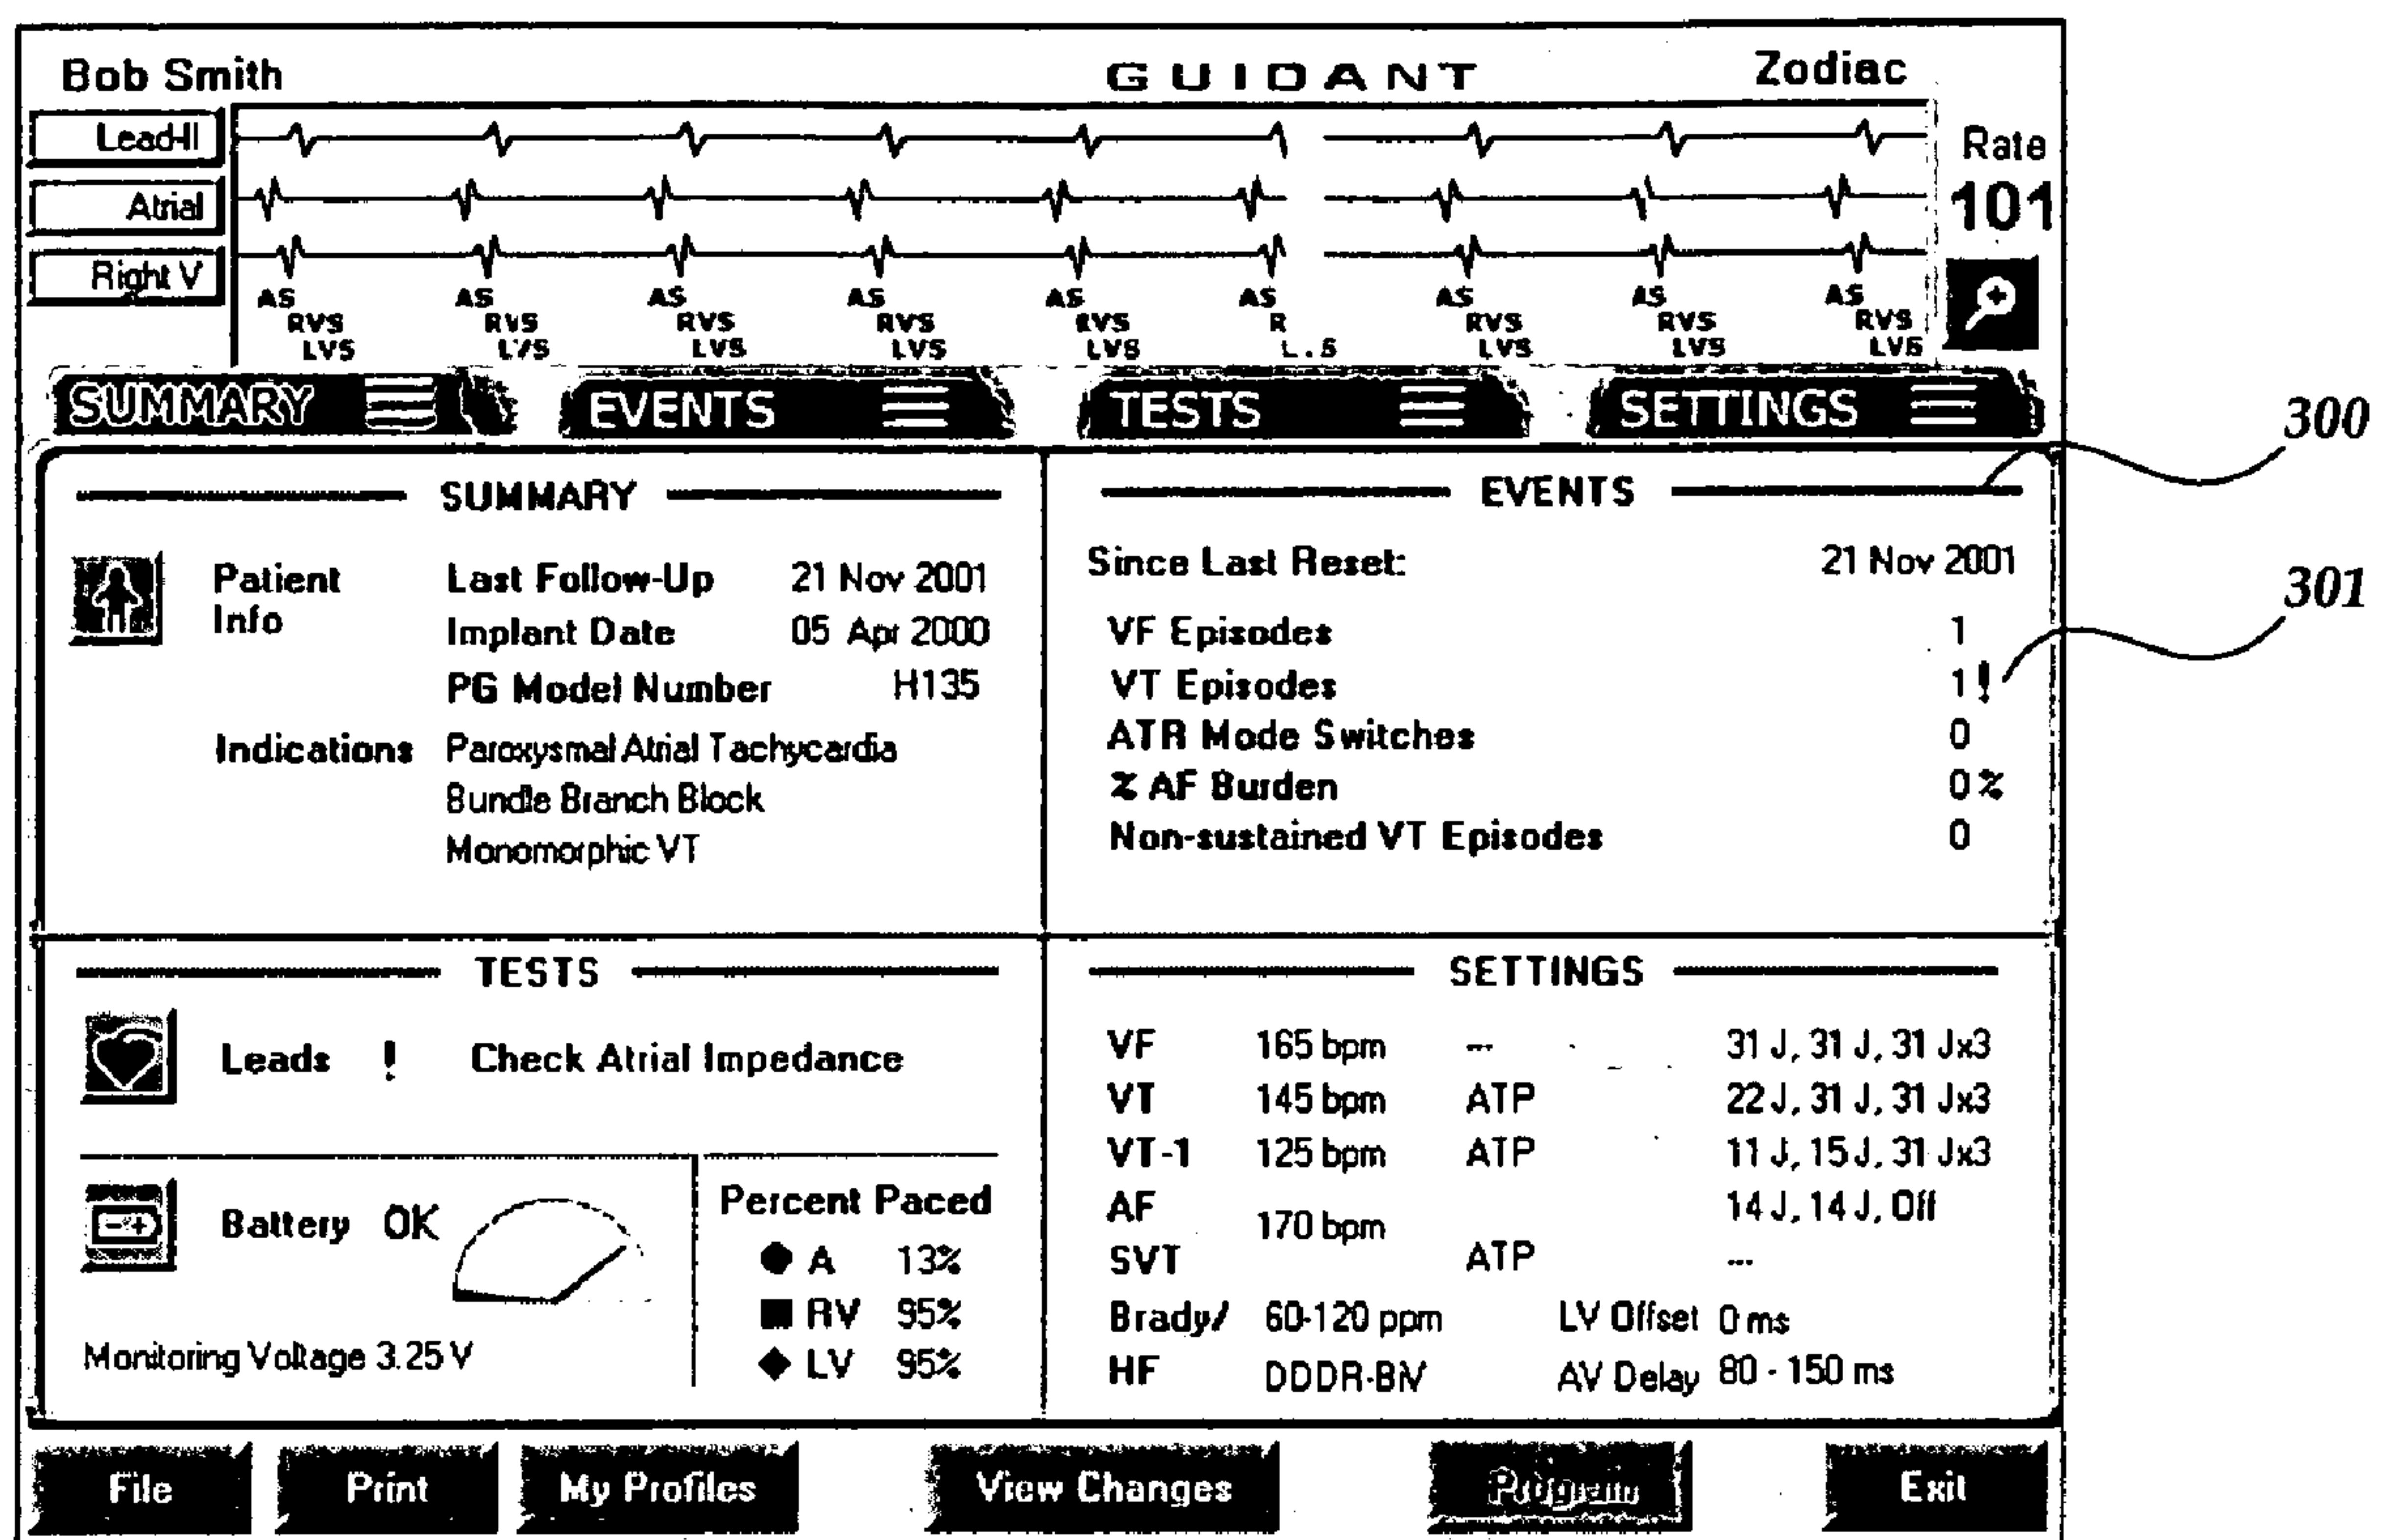 Bob Smith GUIDANT Zodiac
Lead-II
Rate
Atrial
101
Right V
AS AS AS AS AS AS AS AS AS
RVS RVS RVS RVS RVS R RVS RVS RVS
LVS LVS LVS LVS LVS L.S LVS LVS LVS
SUMMARY EVENTS TESTS SETTINGS
300
SUMMARY
Patient Info
Last Follow-Up 21 Nov 2001
Implant Date 05 Apr 2000
PG Model Number H135
Indications Paroxysmal Atrial Tachycardia
Bundle Branch Block
Monomorphic VT
EVENTS
Since Last Reset: 21 Nov 2001
301
VF Episodes 1
VT Episodes 1 !
ATR Mode Switches 0
% AF Burden 0 %
Non-sustained VT Episodes 0
TESTS
Leads ! Check Atrial Impedance
Battery OK
Monitoring Voltage 3.25 V
Percent Paced
A 13%
RV 95%
LV 95%
SETTINGS
VF 165 bpm --- 31 J, 31 J, 31 Jx3
VT 145 bpm ATP 22 J, 31 J, 31 Jx3
VT-1 125 bpm ATP 11 J, 15 J, 31 Jx3
AF 14 J, 14 J, Off
170 bpm
SVT ATP ---
Brady/ 60-120 ppm LV Offset 0 ms
HF DDDR-BiV AV Delay 80 - 150 ms
File Print My Profiles View Changes Program Exit